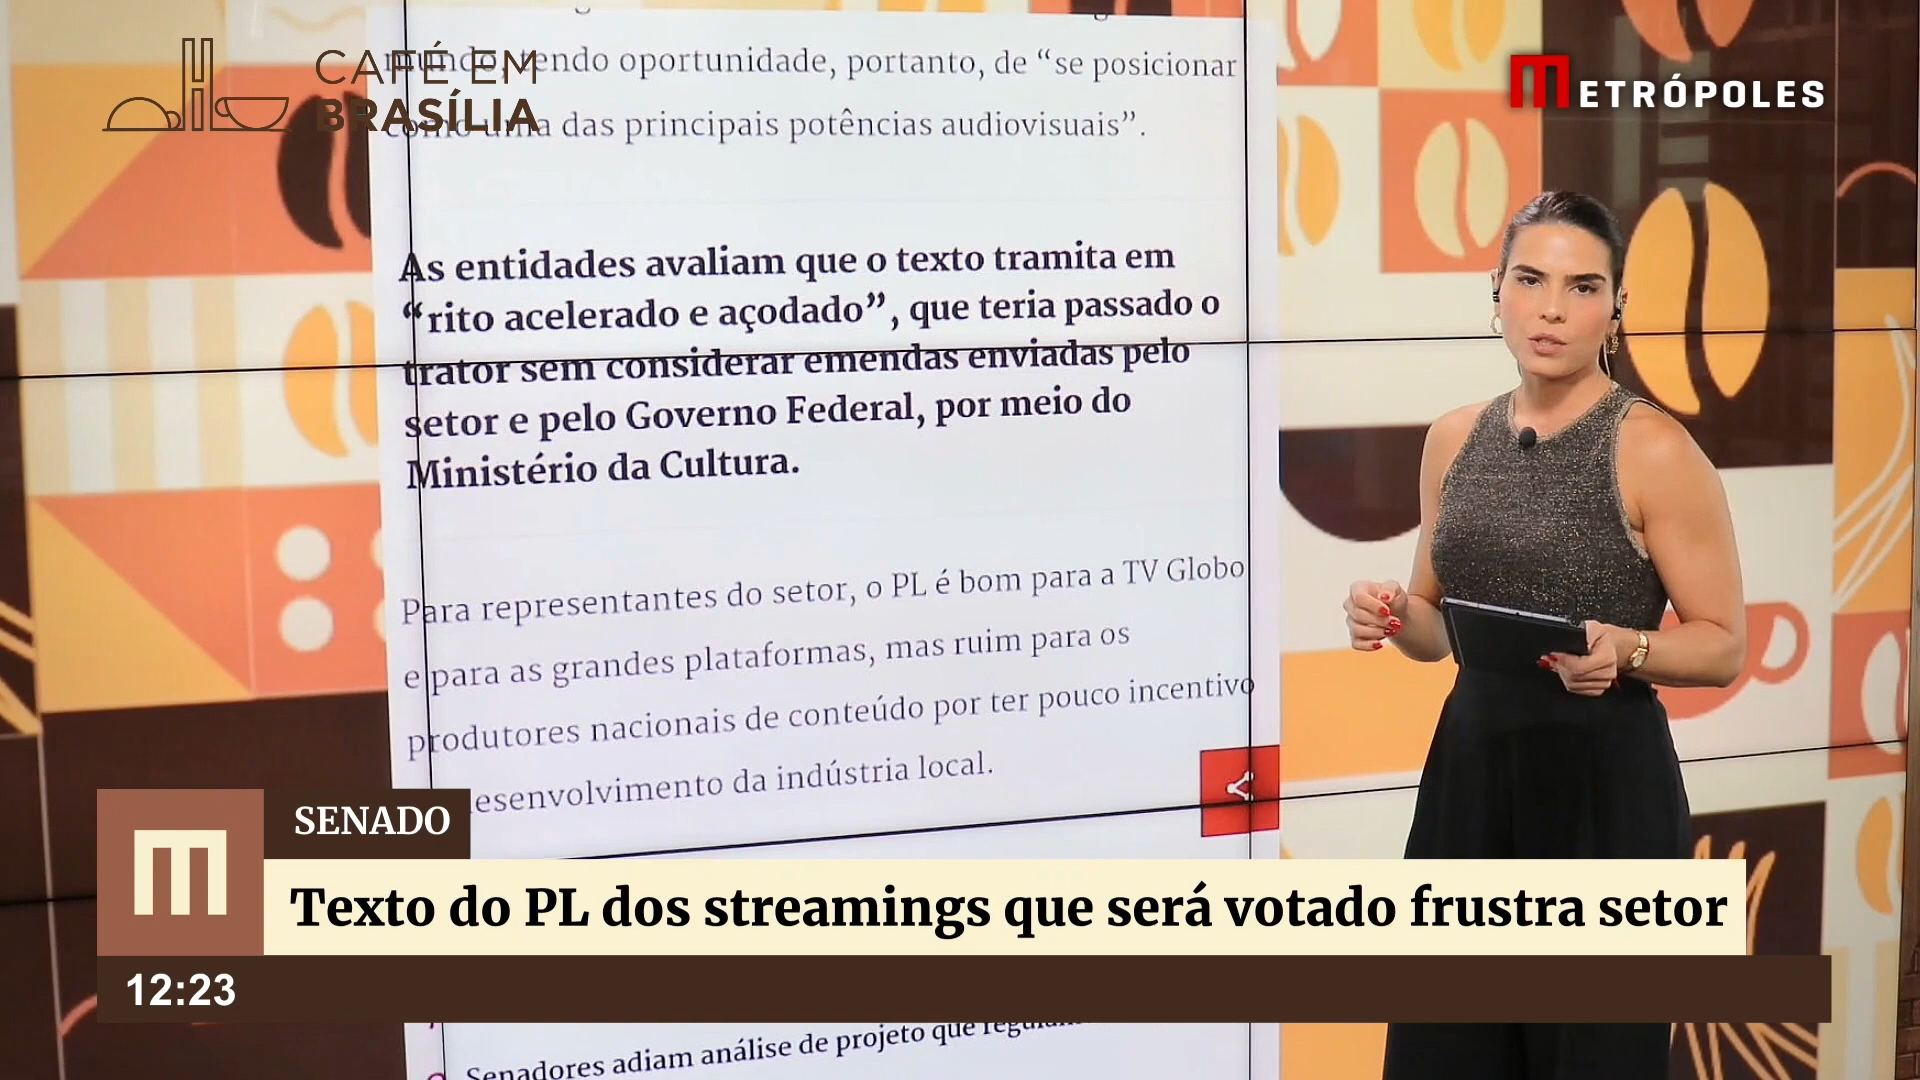 CAFÉ EM
BRASÍLIA
METRÓPOLES
tendo oportunidade, portanto, de “se posicionar
como uma das principais potências audiovisuais”.
As entidades avaliam que o texto tramita em
“rito acelerado e açodado”, que teria passado o
trator sem considerar emendas enviadas pelo
setor e pelo Governo Federal, por meio do
Ministério da Cultura.
Para representantes do setor, o PL é bom para a TV Globo
e para as grandes plataformas, mas ruim para os
produtores nacionais de conteúdo por ter pouco incentivo
esenvolvimento da indústria local.
SENADO
Texto do PL dos streamings que será votado frustra setor
12:23
Senadores adiam análise de projeto que